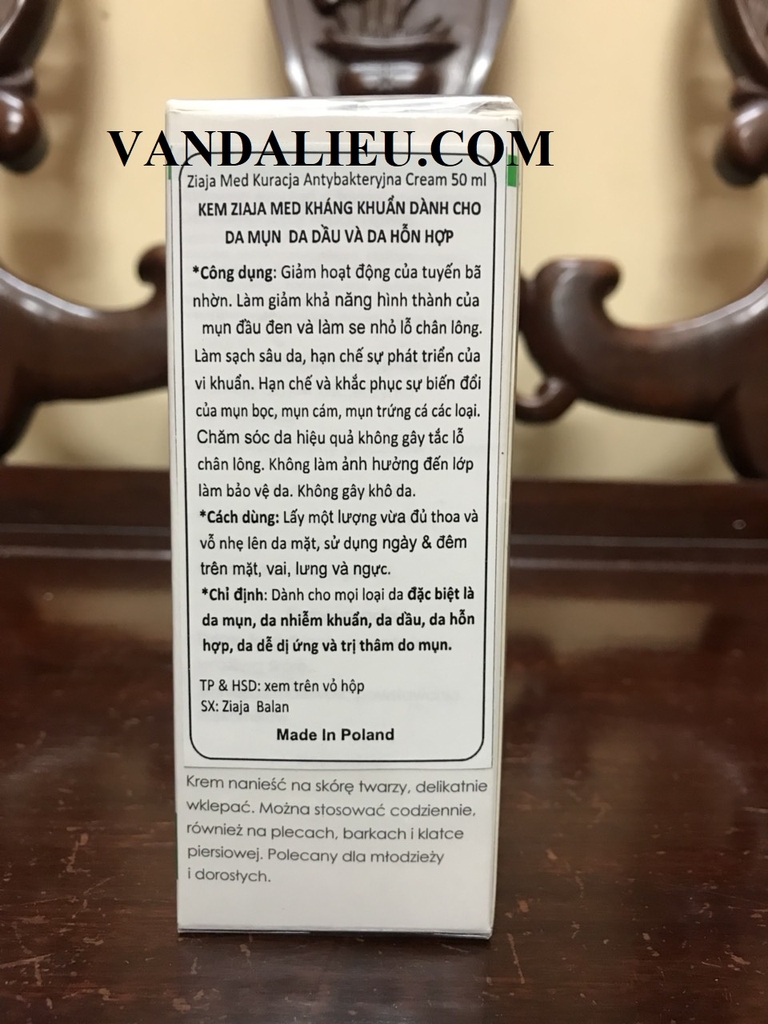 VANDALIEU.COM
Ziaja Med Kuracja Antybakteryjna Cream 50 ml
KEM ZIAJA MED KHÁNG KHUẨN DÀNH CHO
DA MỤN DA DẦU VÀ DA HỖN HỢP
*Công dụng: Giảm hoạt động của tuyến bã
nhờn. Làm giảm khả năng hình thành của
mụn đầu đen và làm se nhỏ lỗ chân lông.
Làm sạch sâu da, hạn chế sự phát triển của
vi khuẩn. Hạn chế và khắc phục sự biến đổi
của mụn bọc, mụn cám, mụn trứng cá các loại.
Chăm sóc da hiệu quả không gây tắc lỗ
chân lông. Không làm ảnh hưởng đến lớp
làm bảo vệ da. Không gây khô da.
*Cách dùng: Lấy một lượng vừa đủ thoa và
vỗ nhẹ lên da mặt, sử dụng ngày & đêm
trên mặt, vai, lưng và ngực.
*Chỉ định: Dành cho mọi loại da đặc biệt là
da mụn, da nhiễm khuẩn, da dầu, da hỗn
hợp, da dễ dị ứng và trị thâm do mụn.
TP & HSD: xem trên vỏ hộp
SX: Ziaja Balan
Made In Poland
Krem nanieść na skórę twarzy, delikatnie
wklepać. Można stosować codziennie,
również na plecach, barkach i klatce
piersiowej. Polecany dla młodzieży
i dorosłych.